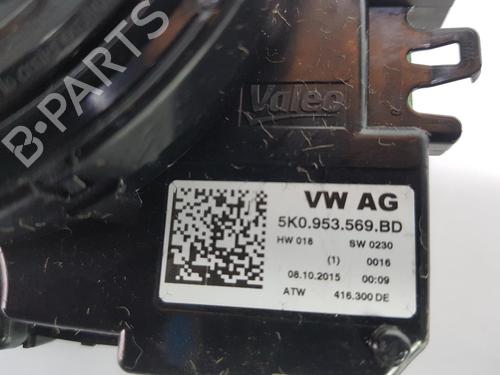 Valeo
VW AG
5K0.953.569.BD
HW 018 SW 0230
(1) 0016
08.10.2015 00:09
ATW 416.300 DE
B-Parts